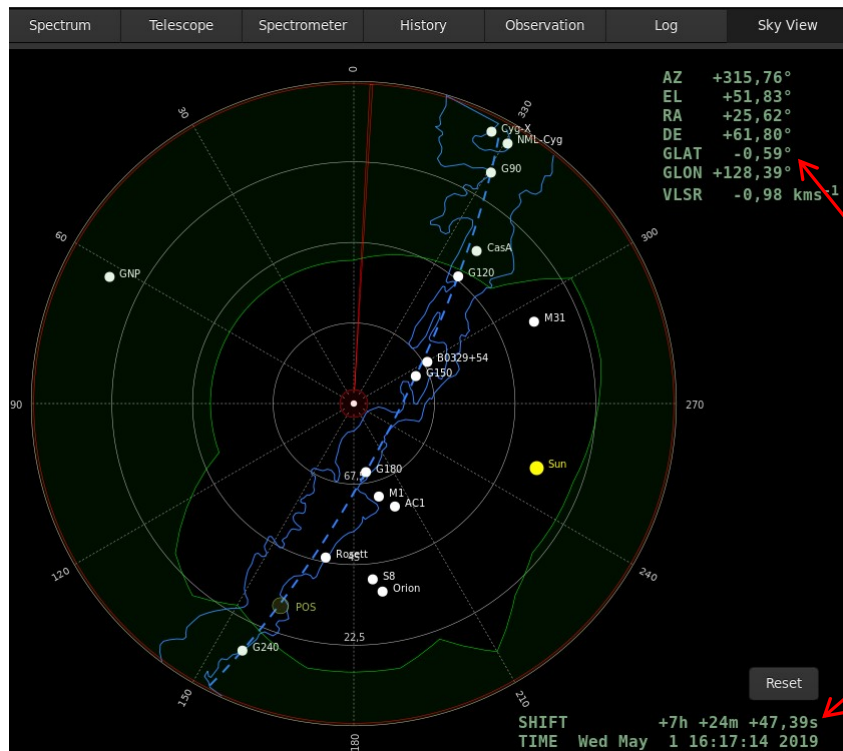 Spectrum Telescope Spectrometer History Observation Log Sky View
0
30
330
AZ +315,76°
EL +51,83°
RA +25,62°
DE +61,80°
GLAT -0,59°
GLON +128,39°
VLSR -0,98 kms-1
Cyg-X
NML-Cyg
G90
60
300
CasA
GNP
G120
M31
B0329+54
G150
90
270
Sun
G180
67,5
M1
AC1
Rosett
45
120
240
S8
Orion
POS
22,5
G240
150
210
Reset
180
SHIFT +7h +24m +47,39s
TIME Wed May 1 16:17:14 2019